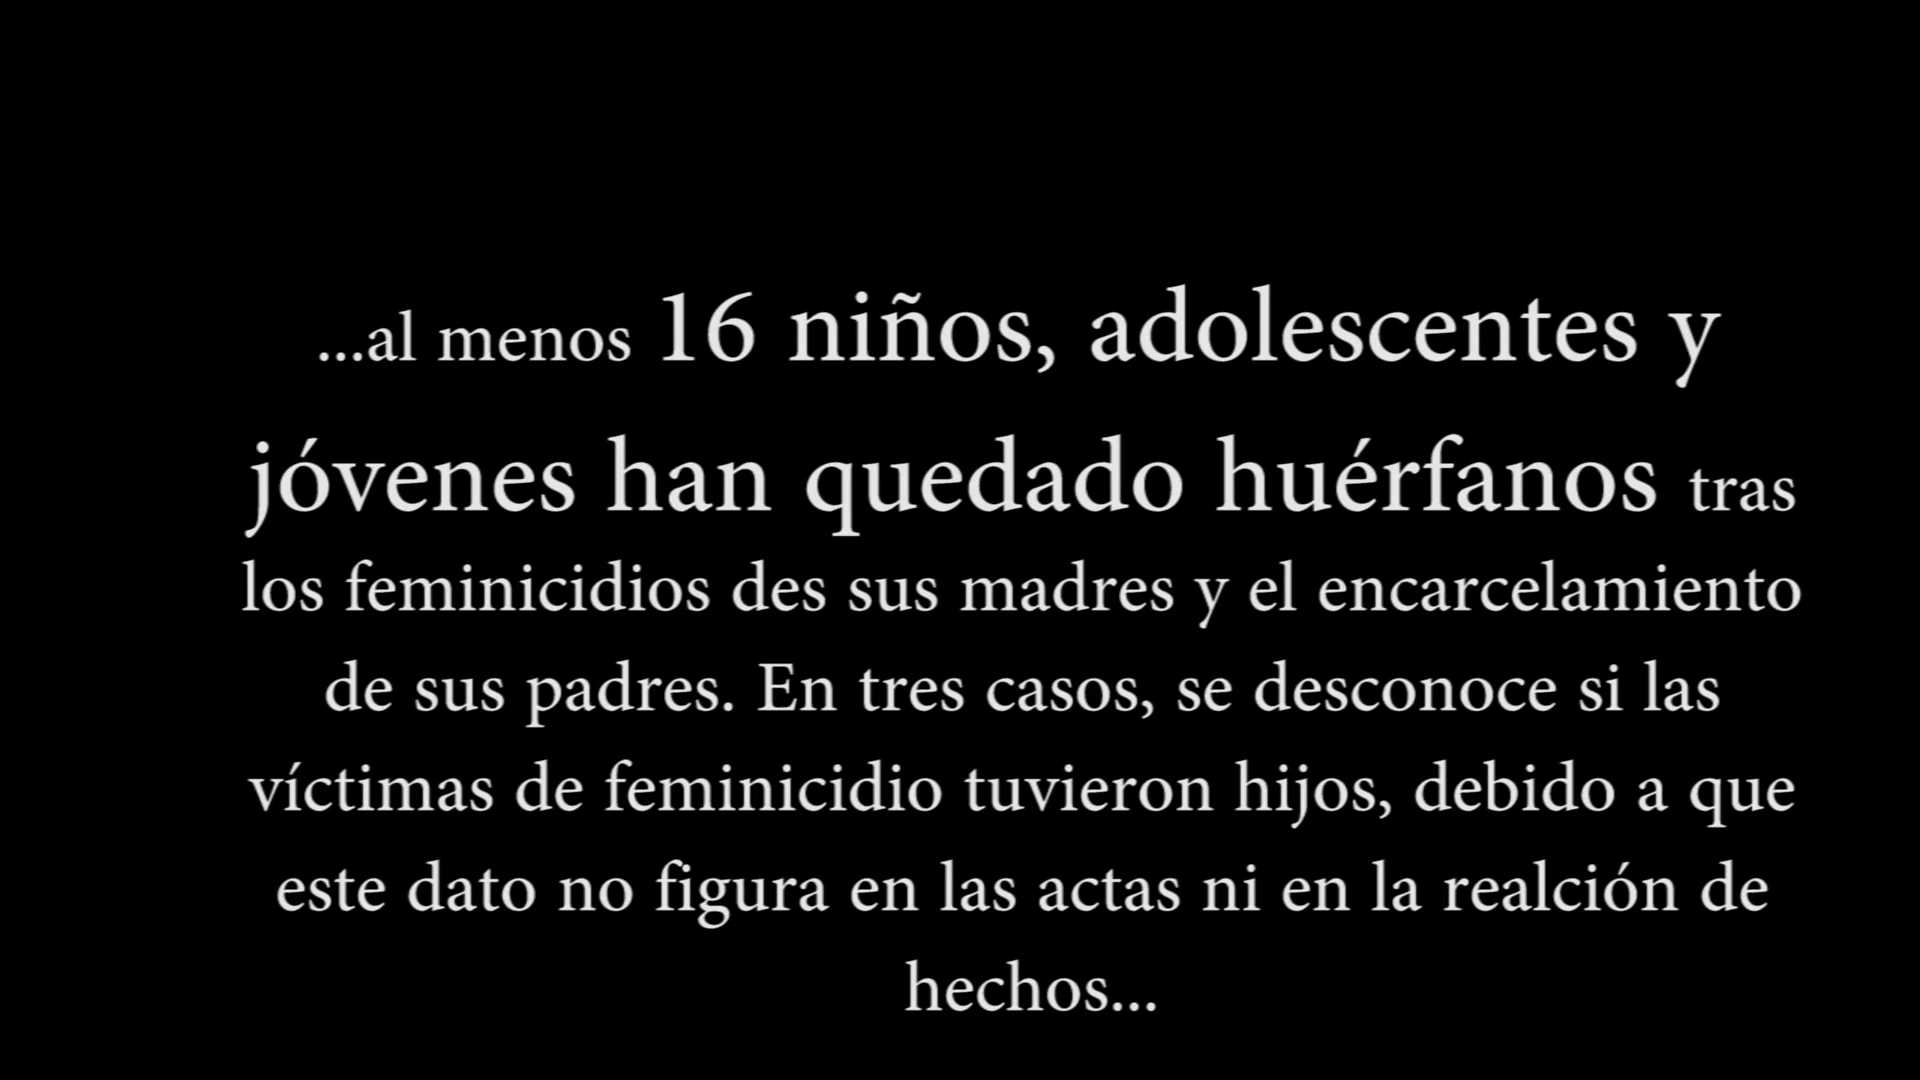 ...al menos 16 niños, adolescentes y
jóvenes han quedado huérfanos tras
los feminicidios des sus madres y el encarcelamiento
de sus padres. En tres casos, se desconoce si las
víctimas de feminicidio tuvieron hijos, debido a que
este dato no figura en las actas ni en la realción de
hechos...